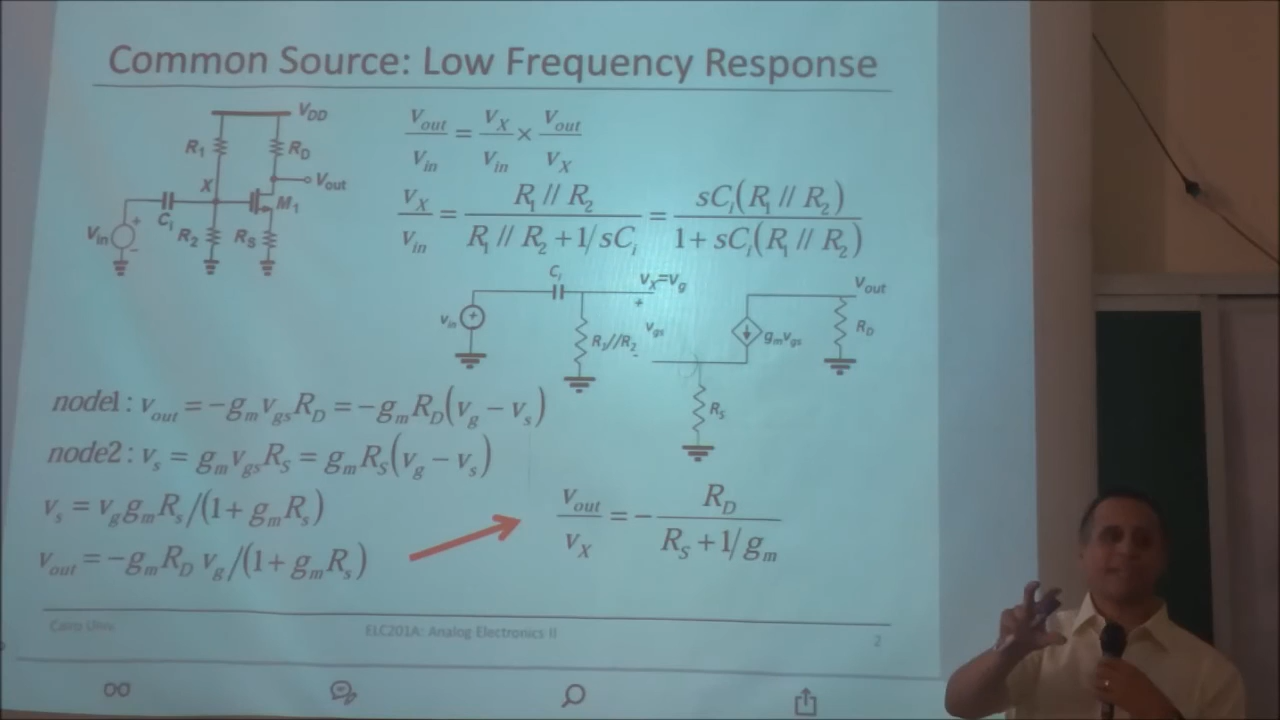 Common Source: Low Frequency Response
V_DD
R_1
R_D
X
V_out
C_i
M_1
V_in
R_2
R_S
v_out/v_in = v_X/v_in × v_out/v_X
v_X/v_in = R_1 // R_2 / (R_1 // R_2 + 1/sC_i) = sC_i(R_1 // R_2) / (1 + sC_i(R_1 // R_2))
C_i
v_X=v_g
V_out
v_in
+
R_1//R_2
v_gs
-
g_m v_gs
R_D
R_S
node1: v_out = -g_m v_gs R_D = -g_m R_D(v_g - v_s)
node2: v_s = g_m v_gs R_S = g_m R_S(v_g - v_s)
v_s = v_g g_m R_s/(1 + g_m R_s)
v_out = -g_m R_D v_g/(1 + g_m R_s)
v_out/v_X = - R_D / (R_S + 1/g_m)
Cairo Univ.
ELC201A: Analog Electronics II
2